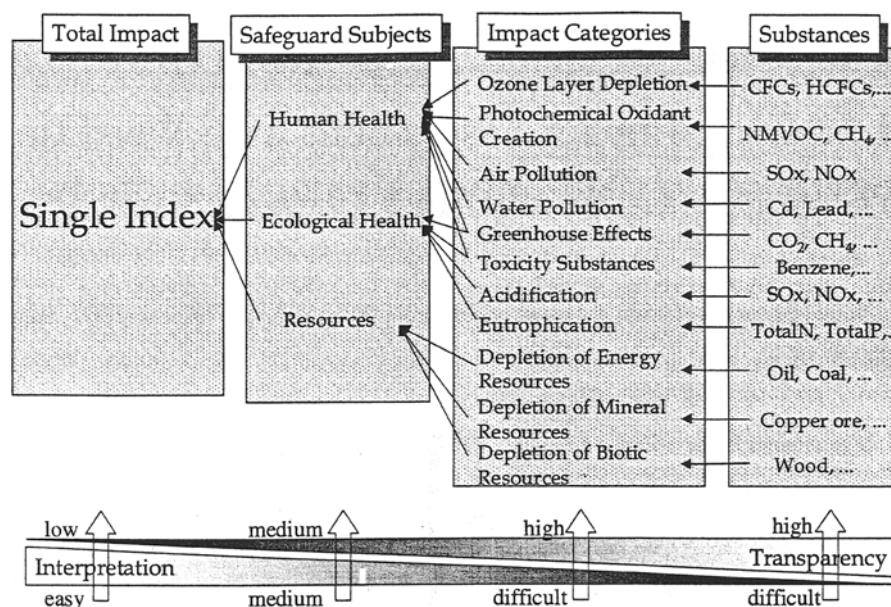 Total Impact
Safeguard Subjects
Impact Categories
Substances
Single Index
Human Health
Ecological Health
Resources
Ozone Layer Depletion
Photochemical Oxidant
Creation
Air Pollution
Water Pollution
Greenhouse Effects
Toxicity Substances
Acidification
Eutrophication
Depletion of Energy
Resources
Depletion of Mineral
Resources
Depletion of Biotic
Resources
CFCs, HCFCs,...
NMVOC, CH₄, ...
SOx, NOx
Cd, Lead, ...
CO₂, CH₄, ...
Benzene,...
SOx, NOx, ...
TotalN, TotalP,..
Oil, Coal, ...
Copper ore, ...
Wood, ...
low medium high high
Transparency
Interpretation
easy medium difficult difficult